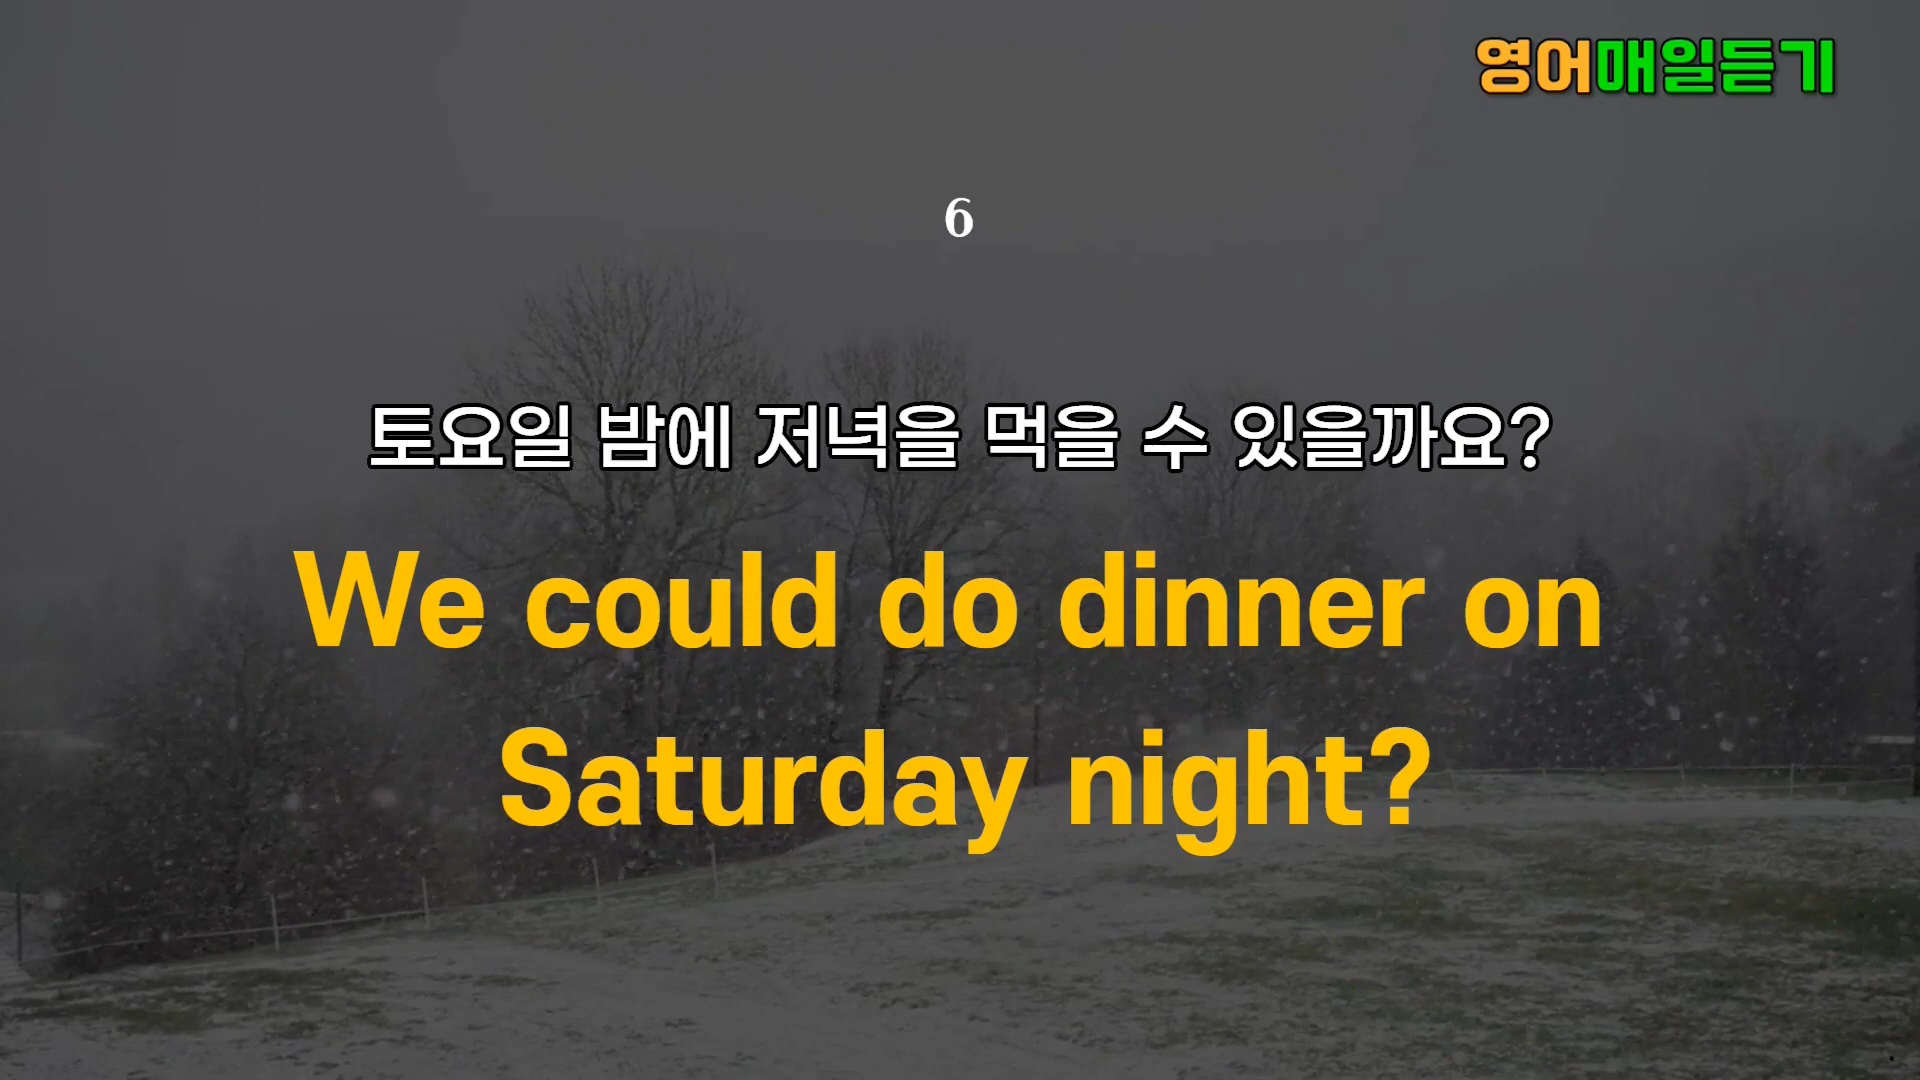 영어매일듣기
6
토요일 밤에 저녁을 먹을 수 있을까요?
We could do dinner on
Saturday night?